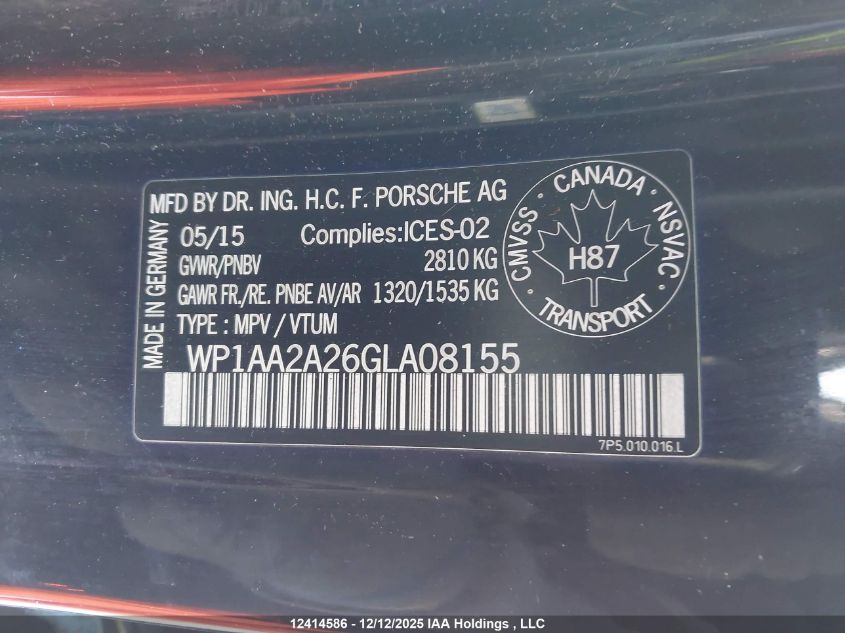 MFD BY DR. ING. H.C. F. PORSCHE AG
MADE IN GERMANY
05/15 Complies:ICES-02
GVWR/PNBV 2810 KG
GAWR FR./RE. PNBE AV/AR 1320/1535 KG
TYPE : MPV / VTUM
CMVSS · CANADA · NSVAC · TRANSPORT ·
H87
WP1AA2A26GLA08155
7P5.010.016.L
12414586 - 12/12/2025 IAA Holdings , LLC